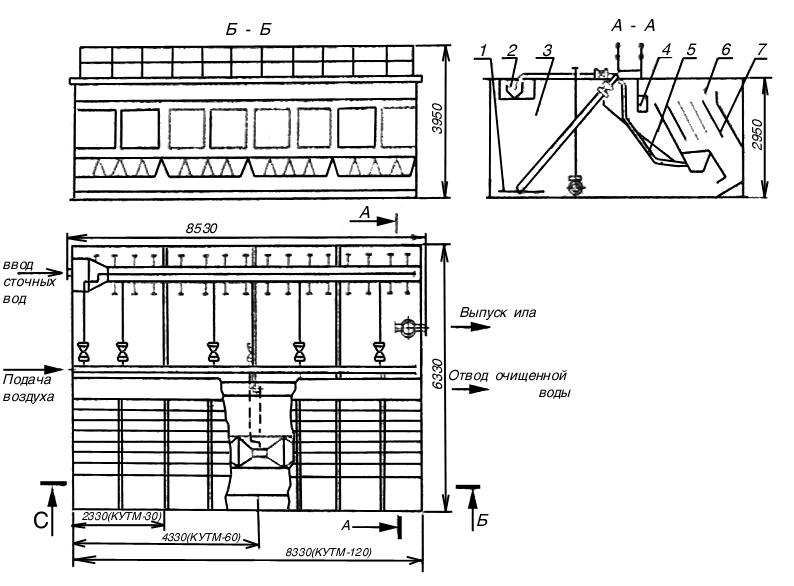 Б - Б
А - А
1
2
3
4
5
6
7
3950
2950
А
8530
ввод
сточных
вод
Выпуск ила
6330
Подача
воздуха
Отвод очищенной
воды
С
2330(КУТМ-30)
А
Б
4330(КУТМ-60)
8330(КУТМ-120)